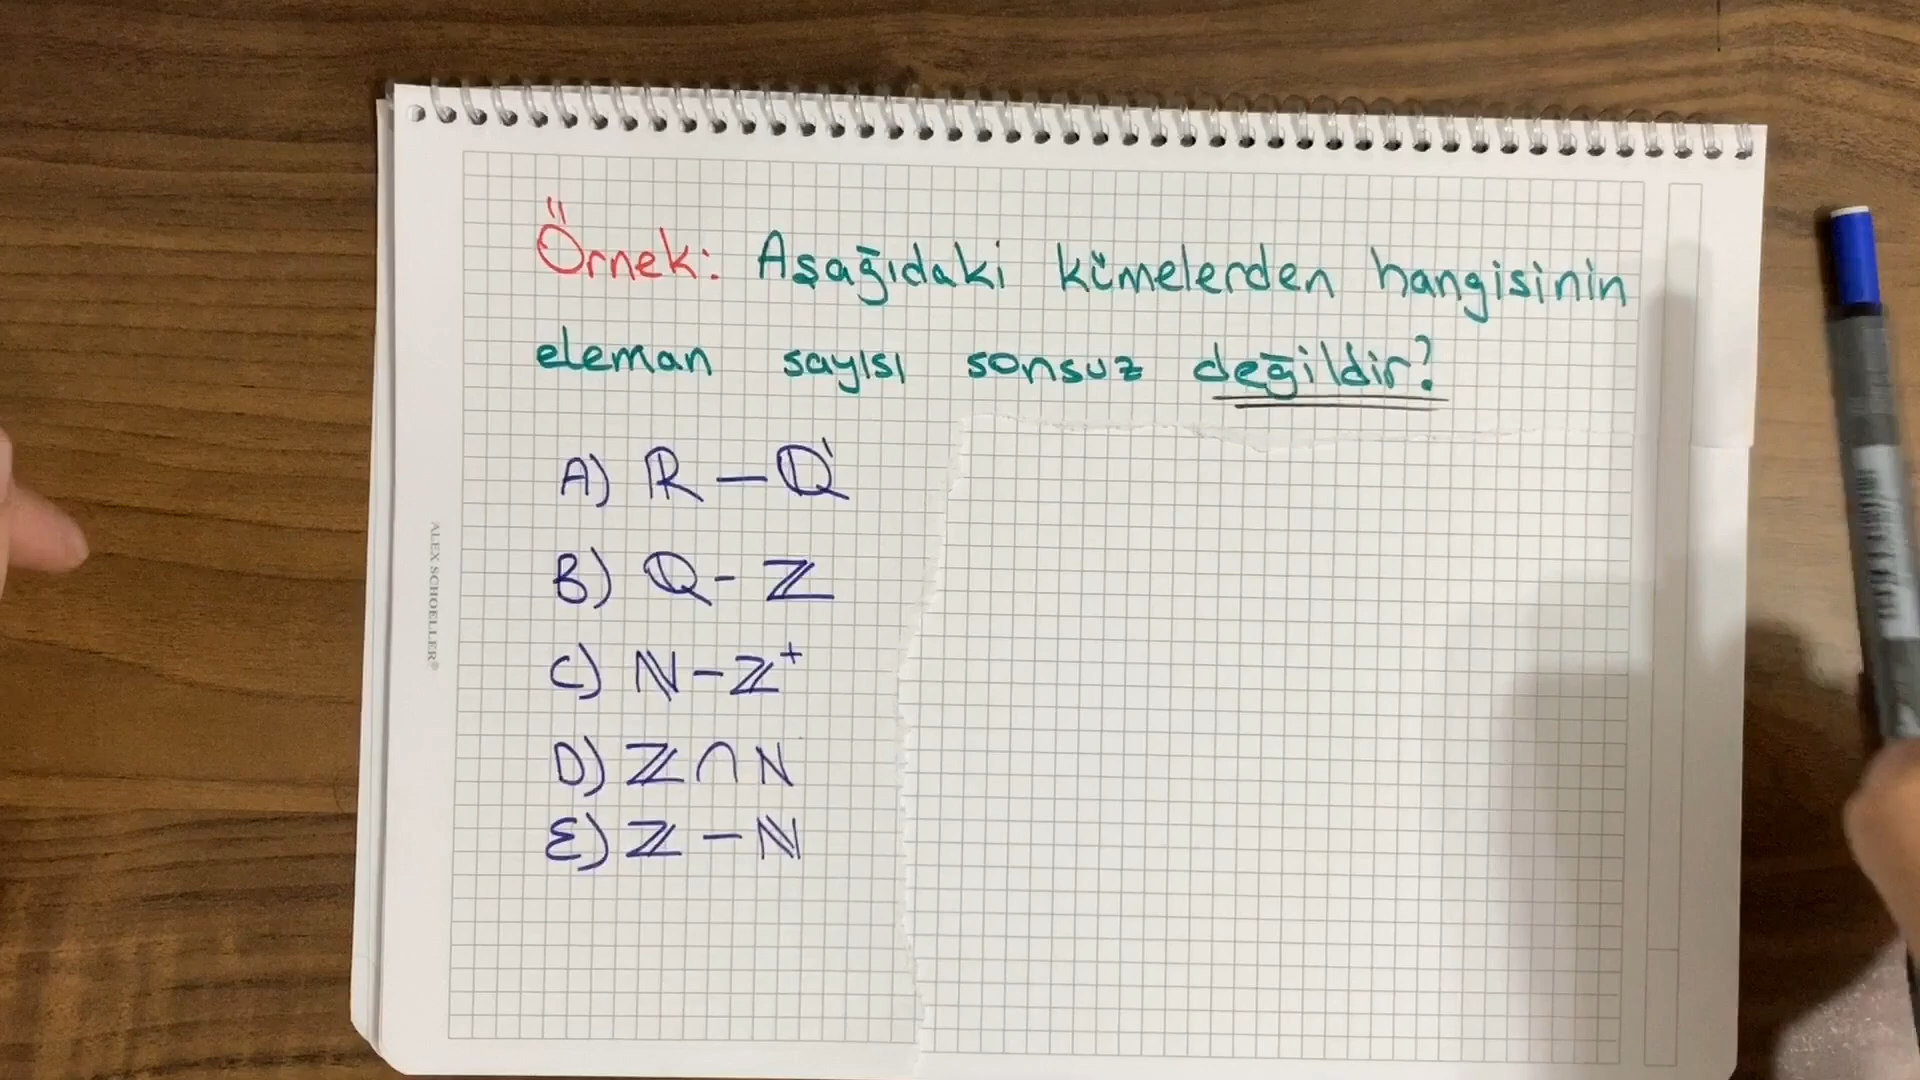 Örnek: Aşağıdaki kümelerden hangisinin
eleman sayısı sonsuz değildir?
A) ℝ – ℚ'
B) ℚ - ℤ
C) ℕ - ℤ⁺
D) ℤ ∩ ℕ
E) ℤ – ℕ
ALEX SCHOELLER®